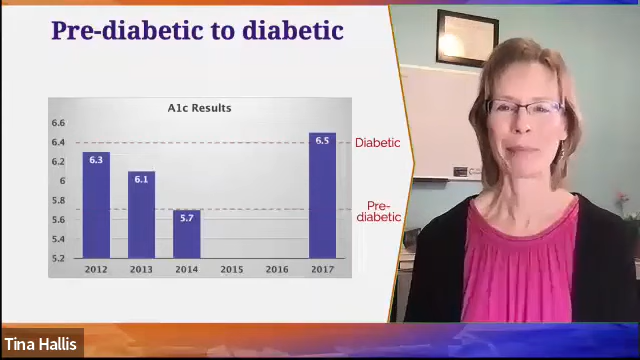 Pre-diabetic to diabetic
A1c Results
6.6
6.4
6.2
6
5.8
5.6
5.4
5.2
6.3
6.1
5.7
6.5
2012 2013 2014 2015 2016 2017
Diabetic
Pre-
diabetic
Tina Hallis